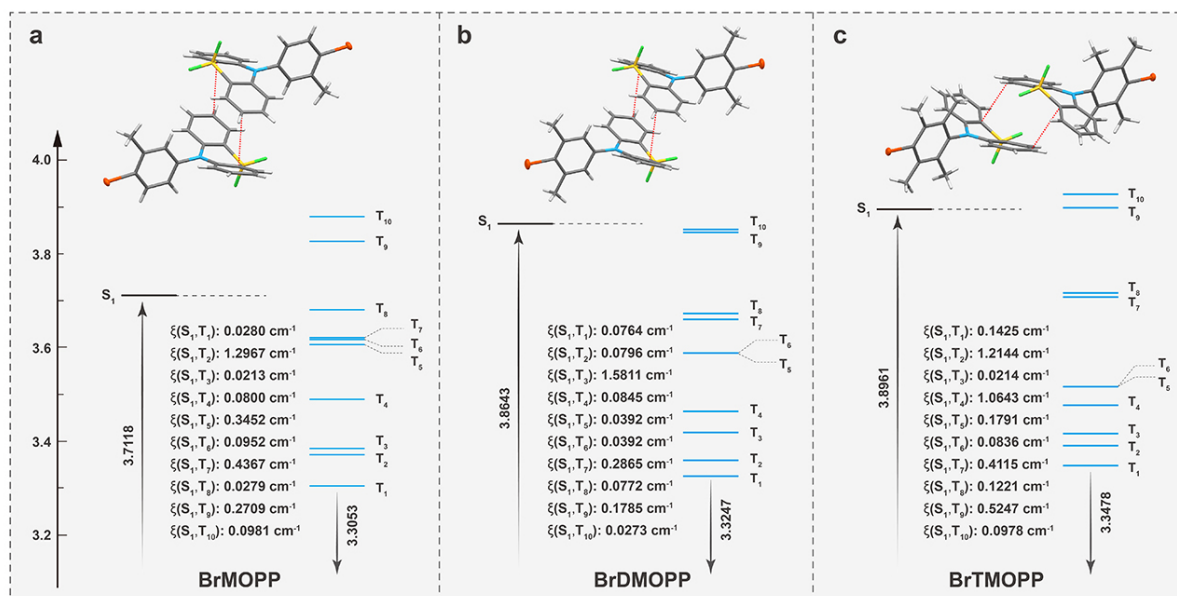 a
4.0
3.8
3.6
3.4
3.2
S1
3.7118
T10
T9
T8
T7
T6
T5
T4
T3
T2
T1
ξ(S1,T1): 0.0280 cm-1
ξ(S1,T2): 1.2967 cm-1
ξ(S1,T3): 0.0213 cm-1
ξ(S1,T4): 0.0800 cm-1
ξ(S1,T5): 0.3452 cm-1
ξ(S1,T6): 0.0952 cm-1
ξ(S1,T7): 0.4367 cm-1
ξ(S1,T8): 0.0279 cm-1
ξ(S1,T9): 0.2709 cm-1
ξ(S1,T10): 0.0981 cm-1
3.3053
BrMOPP
b
S1
3.8643
T10
T9
T8
T7
T6
T5
T4
T3
T2
T1
ξ(S1,T1): 0.0764 cm-1
ξ(S1,T2): 0.0796 cm-1
ξ(S1,T3): 1.5811 cm-1
ξ(S1,T4): 0.0845 cm-1
ξ(S1,T5): 0.0392 cm-1
ξ(S1,T6): 0.0392 cm-1
ξ(S1,T7): 0.2865 cm-1
ξ(S1,T8): 0.0772 cm-1
ξ(S1,T9): 0.1785 cm-1
ξ(S1,T10): 0.0273 cm-1
3.3247
BrDMOPP
c
S1
3.8961
T10
T9
T8
T7
T6
T5
T4
T3
T2
T1
ξ(S1,T1): 0.1425 cm-1
ξ(S1,T2): 1.2144 cm-1
ξ(S1,T3): 0.0214 cm-1
ξ(S1,T4): 1.0643 cm-1
ξ(S1,T5): 0.1791 cm-1
ξ(S1,T6): 0.0836 cm-1
ξ(S1,T7): 0.4115 cm-1
ξ(S1,T8): 0.1221 cm-1
ξ(S1,T9): 0.5247 cm-1
ξ(S1,T10): 0.0978 cm-1
3.3478
BrTMOPP